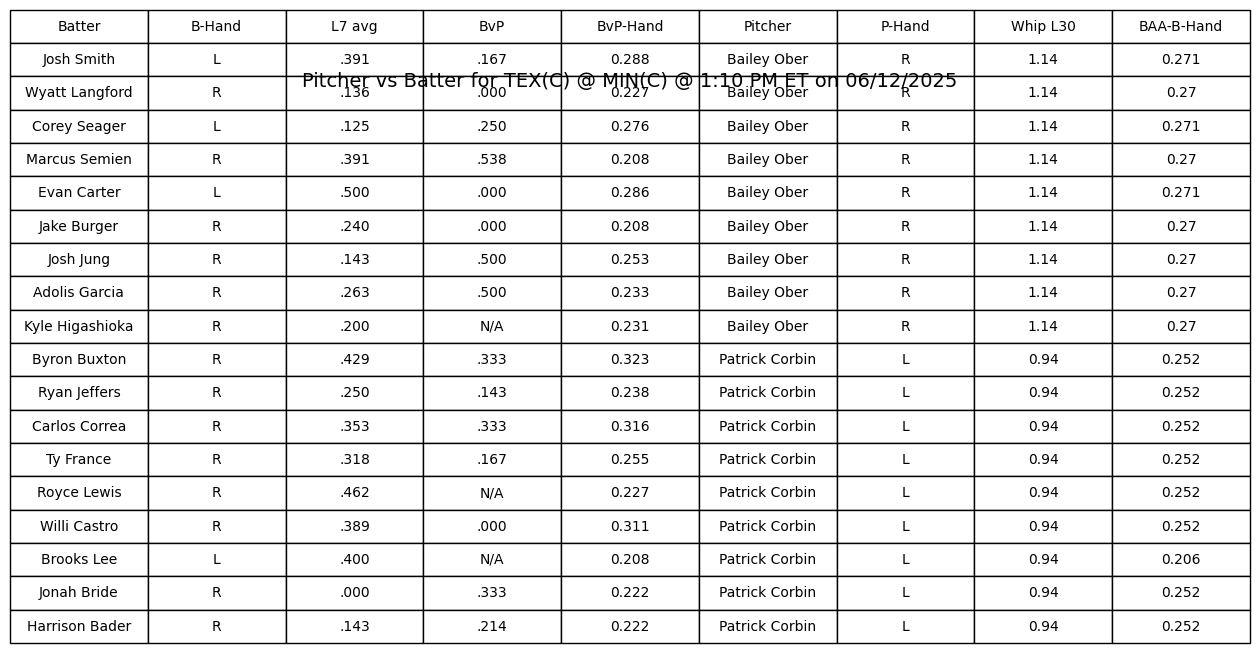 Batter B-Hand L7 avg BvP BvP-Hand Pitcher P-Hand Whip L30 BAA-B-Hand
Josh Smith L .391 .167 0.288 Bailey Ober R 1.14 0.271
Pitcher vs Batter for TEX(C) @ MIN(C) @ 1:10 PM ET on 06/12/2025
Wyatt Langford R .136 .000 0.227 Bailey Ober R 1.14 0.27
Corey Seager L .125 .250 0.276 Bailey Ober R 1.14 0.271
Marcus Semien R .391 .538 0.208 Bailey Ober R 1.14 0.27
Evan Carter L .500 .000 0.286 Bailey Ober R 1.14 0.271
Jake Burger R .240 .000 0.208 Bailey Ober R 1.14 0.27
Josh Jung R .143 .500 0.253 Bailey Ober R 1.14 0.27
Adolis Garcia R .263 .500 0.233 Bailey Ober R 1.14 0.27
Kyle Higashioka R .200 N/A 0.231 Bailey Ober R 1.14 0.27
Byron Buxton R .429 .333 0.323 Patrick Corbin L 0.94 0.252
Ryan Jeffers R .250 .143 0.238 Patrick Corbin L 0.94 0.252
Carlos Correa R .353 .333 0.316 Patrick Corbin L 0.94 0.252
Ty France R .318 .167 0.255 Patrick Corbin L 0.94 0.252
Royce Lewis R .462 N/A 0.227 Patrick Corbin L 0.94 0.252
Willi Castro R .389 .000 0.311 Patrick Corbin L 0.94 0.252
Brooks Lee L .400 N/A 0.208 Patrick Corbin L 0.94 0.206
Jonah Bride R .000 .333 0.222 Patrick Corbin L 0.94 0.252
Harrison Bader R .143 .214 0.222 Patrick Corbin L 0.94 0.252